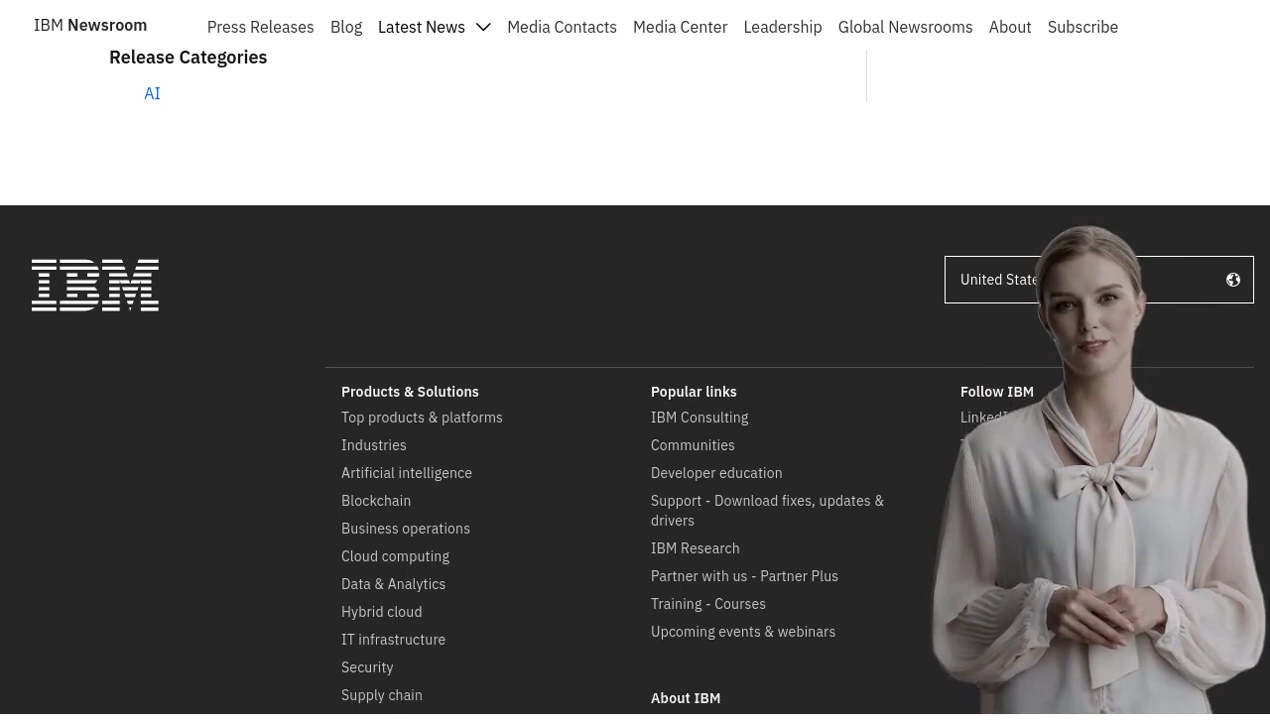 IBM Newsroom
Press Releases
Blog
Latest News
Media Contacts
Media Center
Leadership
Global Newsrooms
About
Subscribe
Release Categories
AI
IBM
United State
Products & Solutions
Top products & platforms
Industries
Artificial intelligence
Blockchain
Business operations
Cloud computing
Data & Analytics
Hybrid cloud
IT infrastructure
Security
Supply chain
Popular links
IBM Consulting
Communities
Developer education
Support - Download fixes, updates &
drivers
IBM Research
Partner with us - Partner Plus
Training - Courses
Upcoming events & webinars
About IBM
Follow IBM